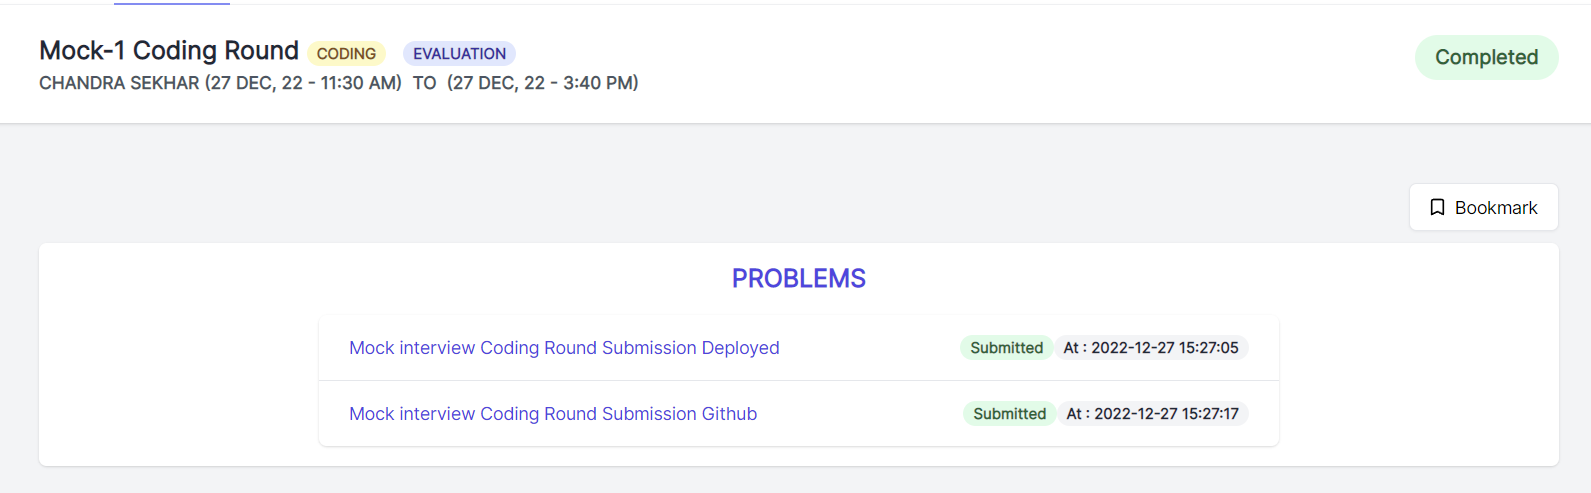 Mock-1 Coding Round CODING EVALUATION
CHANDRA SEKHAR (27 DEC, 22 - 11:30 AM) TO (27 DEC, 22 - 3:40 PM)
Completed
Bookmark
PROBLEMS
Mock interview Coding Round Submission Deployed Submitted At : 2022-12-27 15:27:05
Mock interview Coding Round Submission Github Submitted At : 2022-12-27 15:27:17